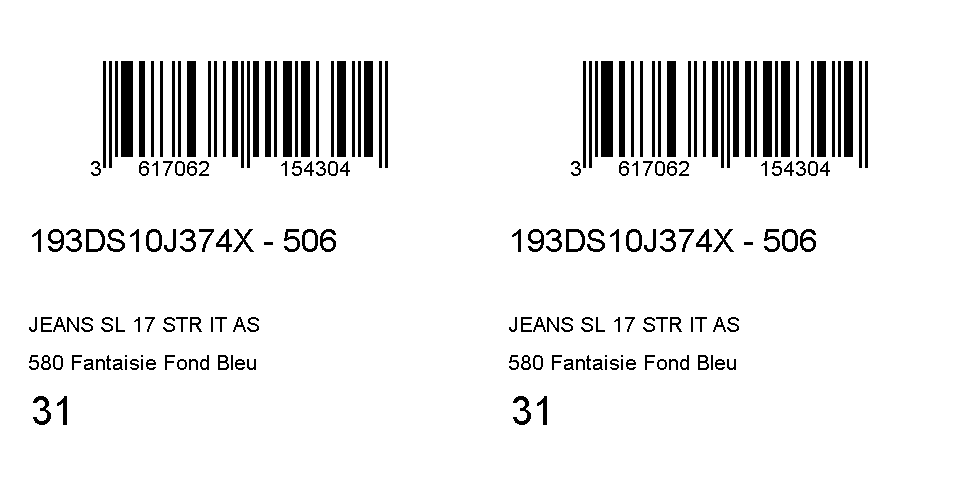 3 617062 154304
193DS10J374X - 506
JEANS SL 17 STR IT AS
580 Fantaisie Fond Bleu
31
3 617062 154304
193DS10J374X - 506
JEANS SL 17 STR IT AS
580 Fantaisie Fond Bleu
31